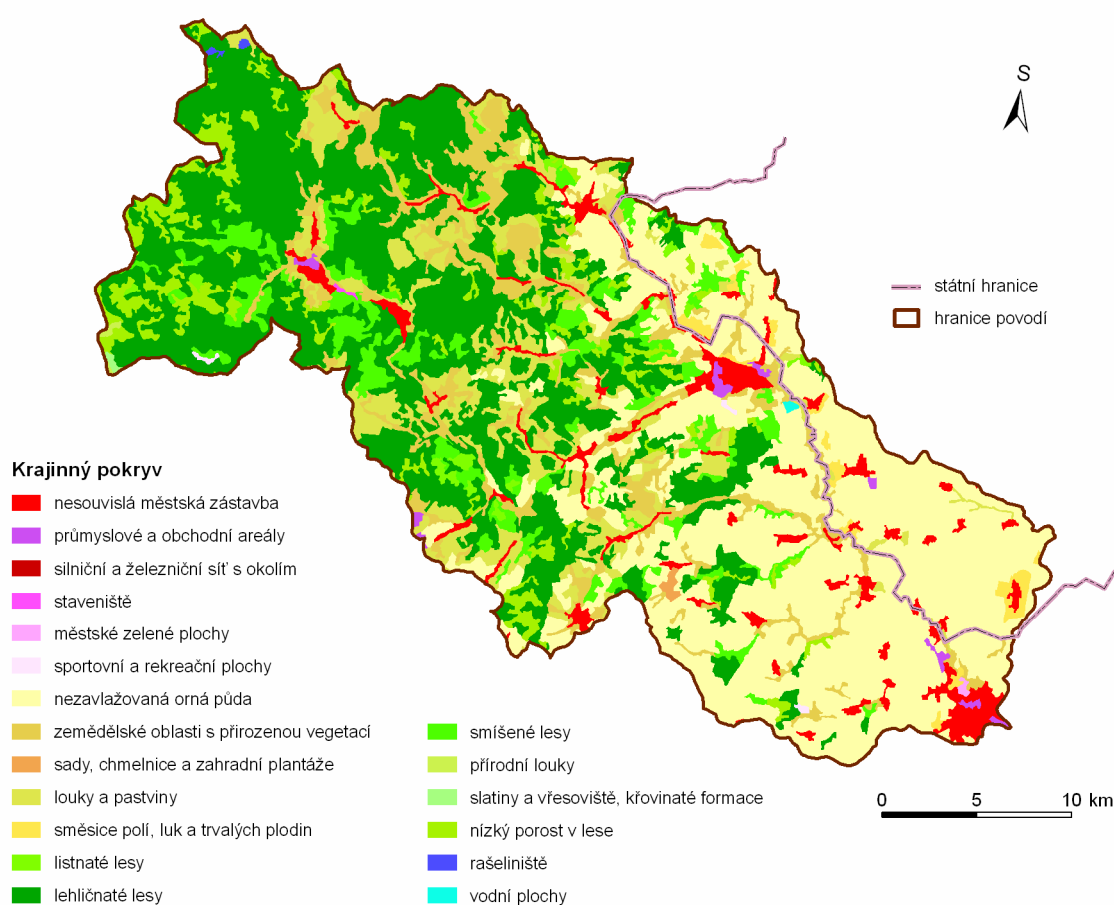 S
státní hranice
hranice povodí
Krajinný pokryv
nesouvislá městská zástavba
průmyslové a obchodní areály
silniční a železniční síť s okolím
staveniště
městské zelené plochy
sportovní a rekreační plochy
nezavlažovaná orná půda
zemědělské oblasti s přirozenou vegetací
sady, chmelnice a zahradní plantáže
louky a pastviny
směsice polí, luk a trvalých plodin
listnaté lesy
lehličnaté lesy
smíšené lesy
přírodní louky
slatiny a vřesoviště, křovinaté formace
nízký porost v lese
rašeliniště
vodní plochy
0 5 10 km